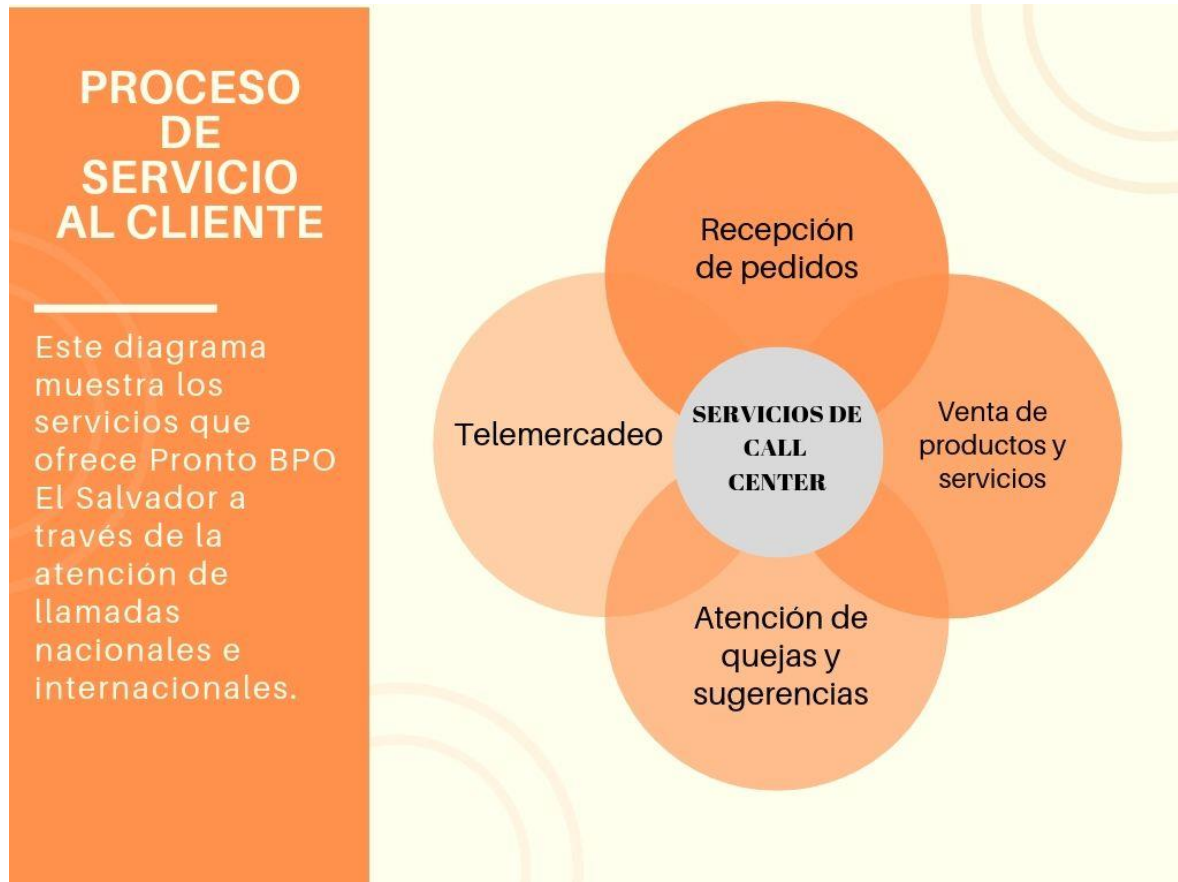 PROCESO
DE
SERVICIO
AL CLIENTE
Este diagrama
muestra los
servicios que
ofrece Pronto BPO
El Salvador a
través de la
atención de
llamadas
nacionales e
internacionales.
Recepción
de pedidos
Telemercadeo
SERVICIOS DE
CALL
CENTER
Venta de
productos y
servicios
Atención de
quejas y
sugerencias